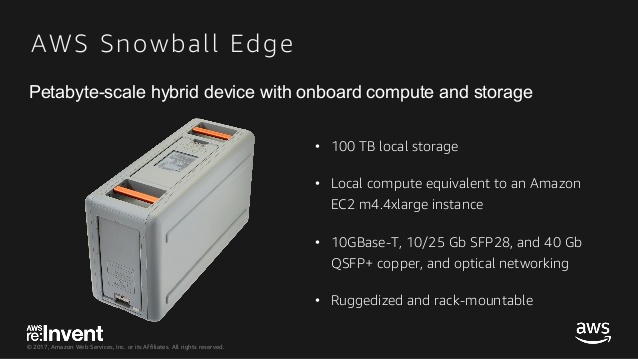 AWS Snowball Edge
Petabyte-scale hybrid device with onboard compute and storage
• 100 TB local storage
• Local compute equivalent to an Amazon
EC2 m4.4xlarge instance
• 10GBase-T, 10/25 Gb SFP28, and 40 Gb
QSFP+ copper, and optical networking
• Ruggedized and rack-mountable
AWS
re:Invent
© 2017, Amazon Web Services, Inc. or its Affiliates. All rights reserved.
aws